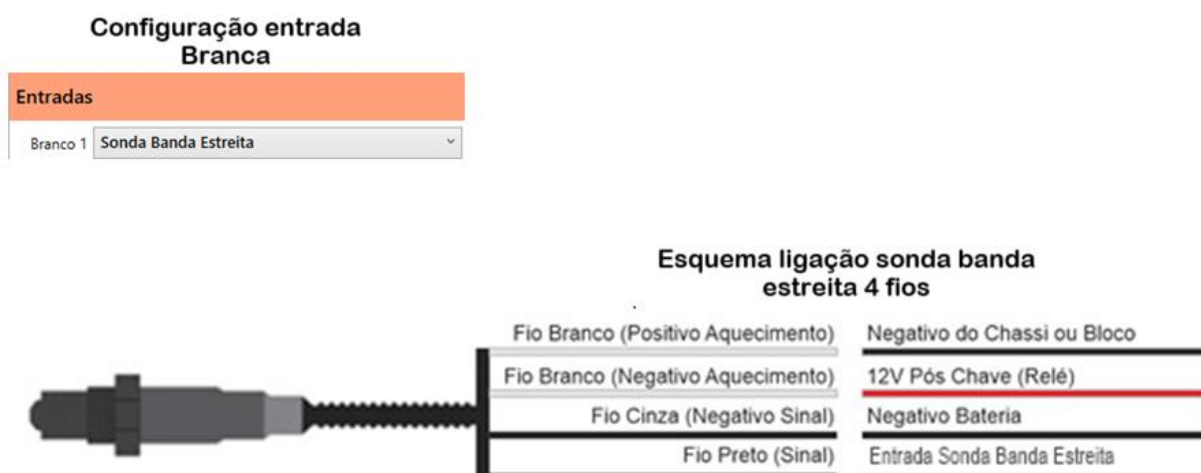 Configuração entrada
Branca
Entradas
Branco 1 Sonda Banda Estreita
Esquema ligação sonda banda
estreita 4 fios
Fio Branco (Positivo Aquecimento) Negativo do Chassi ou Bloco
Fio Branco (Negativo Aquecimento) 12V Pós Chave (Relé)
Fio Cinza (Negativo Sinal) Negativo Bateria
Fio Preto (Sinal) Entrada Sonda Banda Estreita